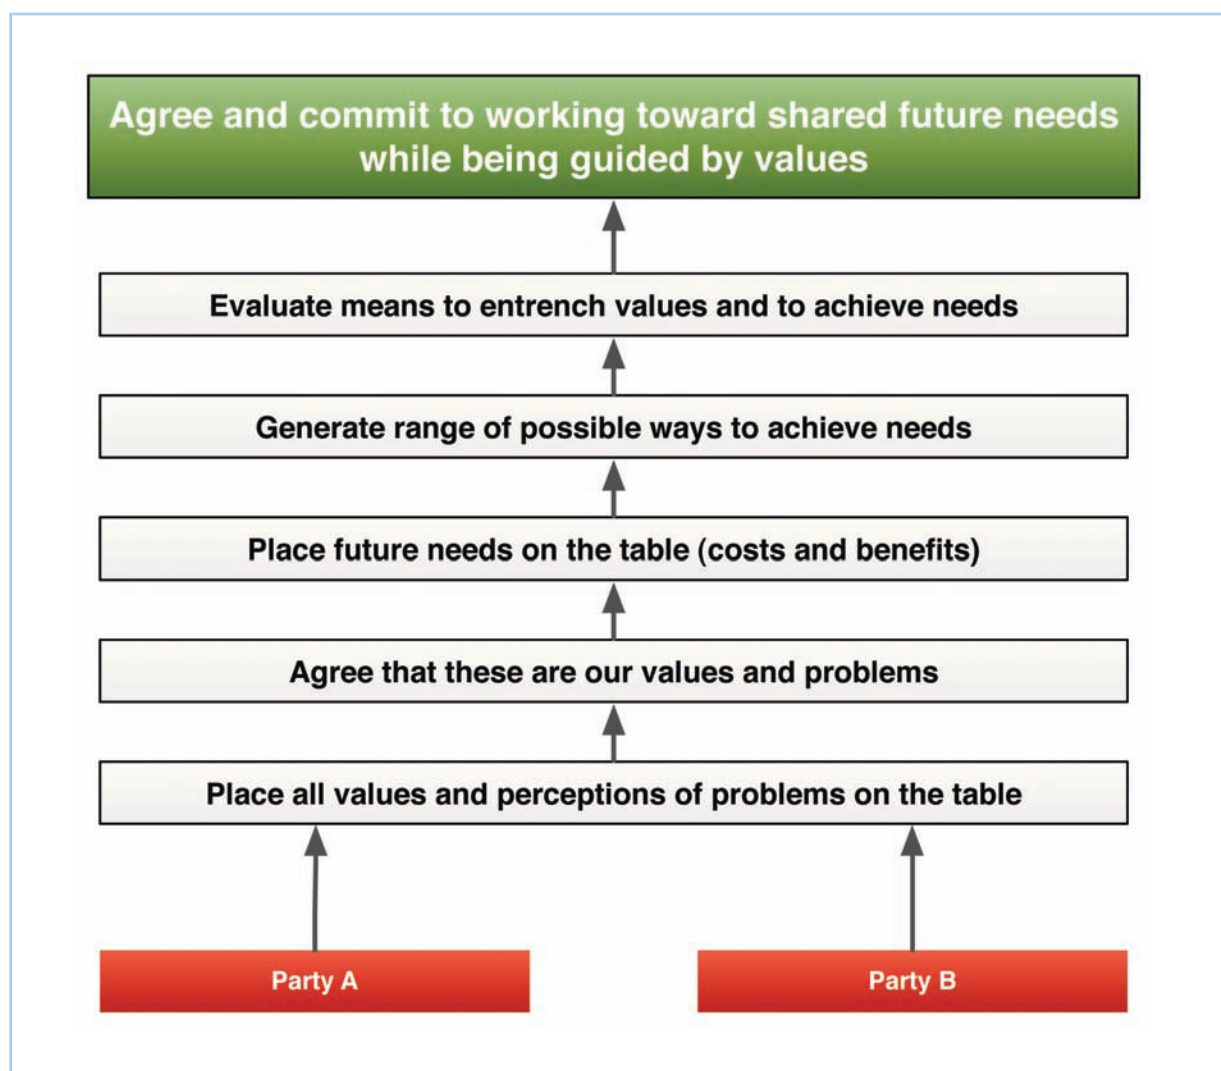 Agree and commit to working toward shared future needs
while being guided by values
Evaluate means to entrench values and to achieve needs
Generate range of possible ways to achieve needs
Place future needs on the table (costs and benefits)
Agree that these are our values and problems
Place all values and perceptions of problems on the table
Party A
Party B